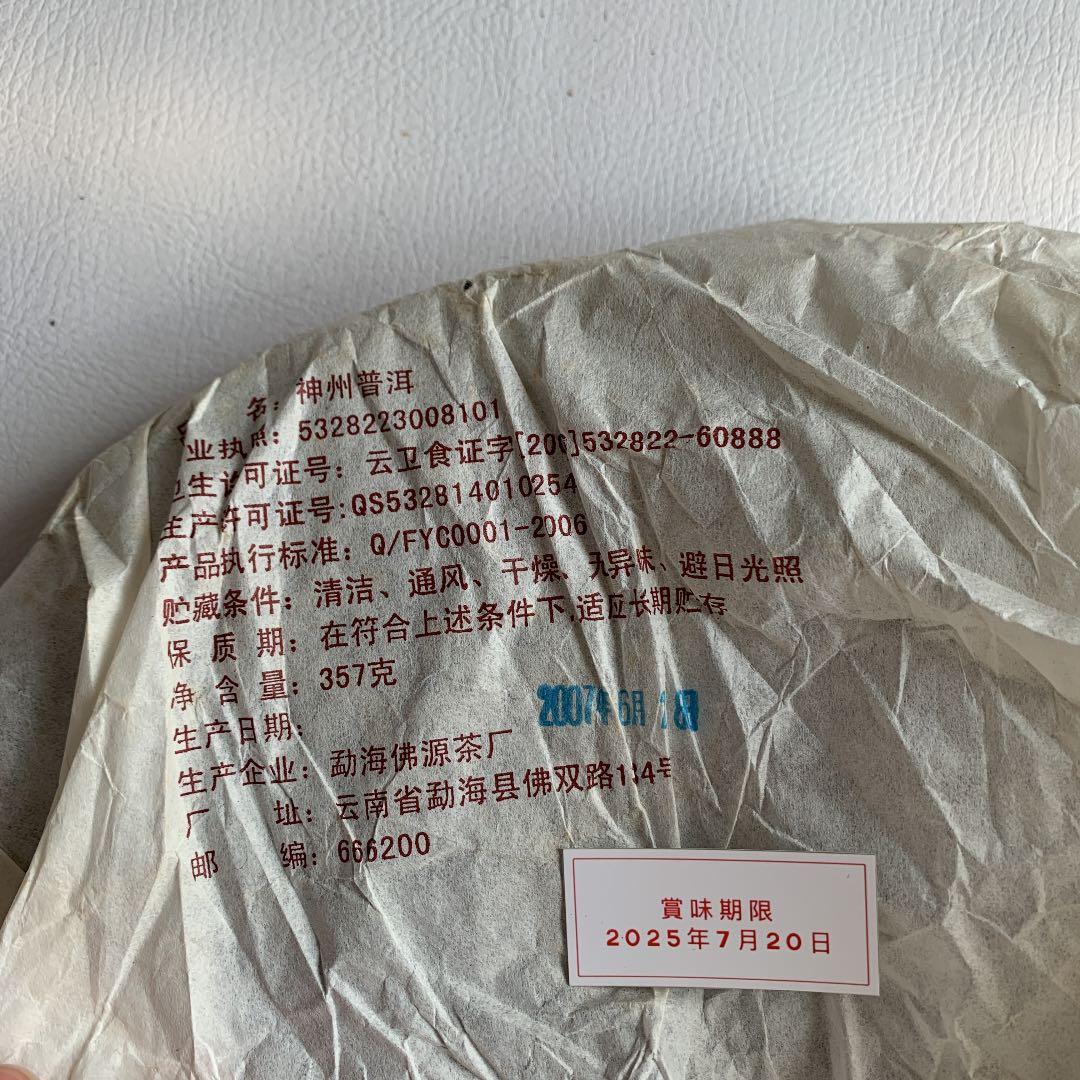 名：神州普洱
业执照：5328223008101
卫生许可证号：云卫食证字[200]532822-60888
生产许可证号:QS532814010254
产品执行标准：Q/FYC0001-2006
贮藏条件：清洁、通风、干燥、无异味、避日光照
保质期：在符合上述条件下,适应长期贮存
净含量：357克
生产日期：2007年6月18日
生产企业：勐海佛源茶厂
厂址：云南省勐海县佛双路134号
邮编：666200
賞味期限
2025年7月20日